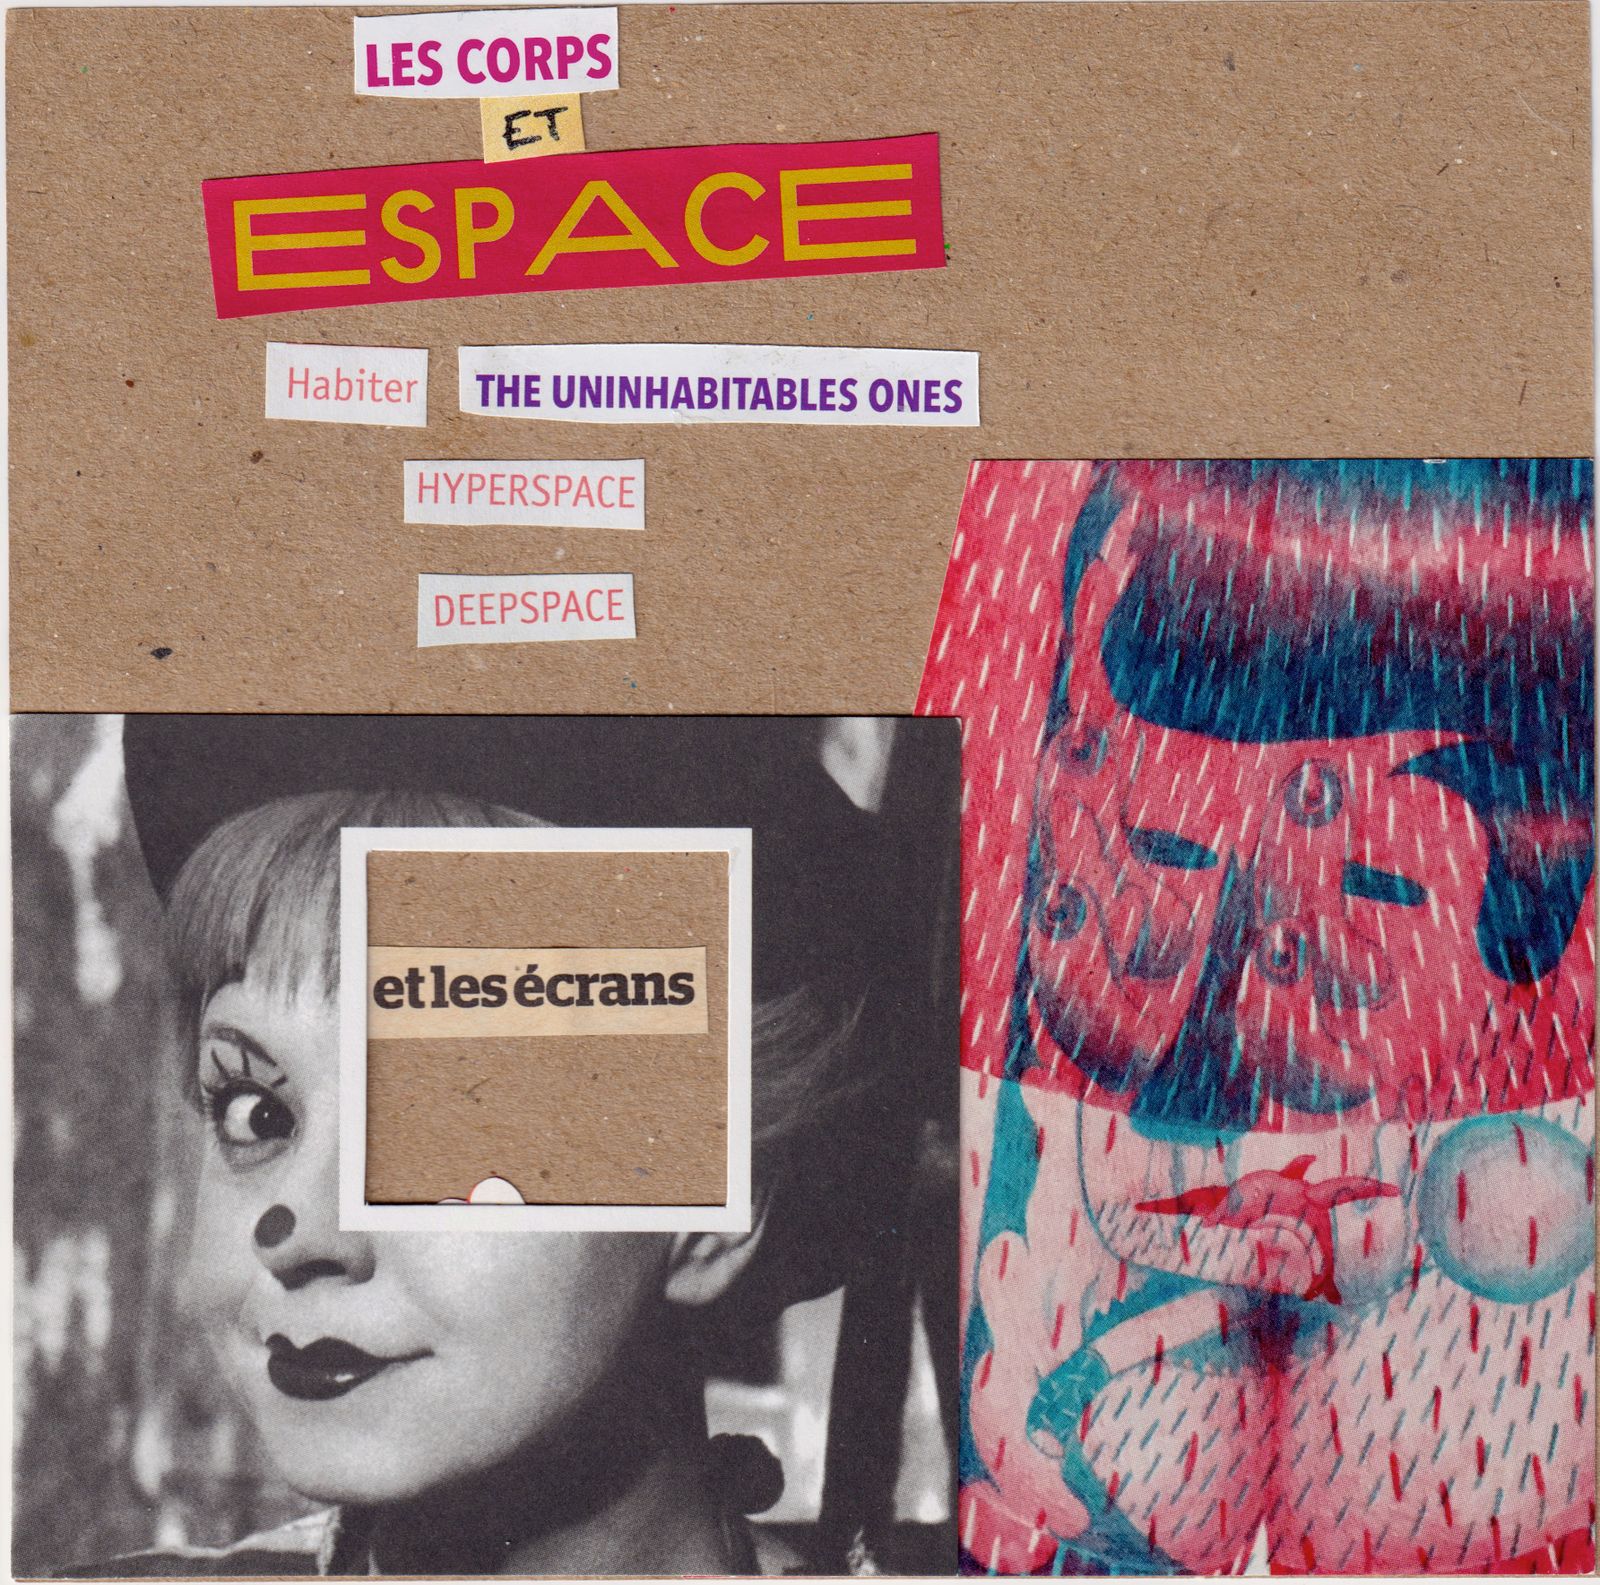 LES CORPS
ET
ESPACE
Habiter THE UNINHABITABLES ONES
HYPERSPACE
DEEPSPACE
et les écrans